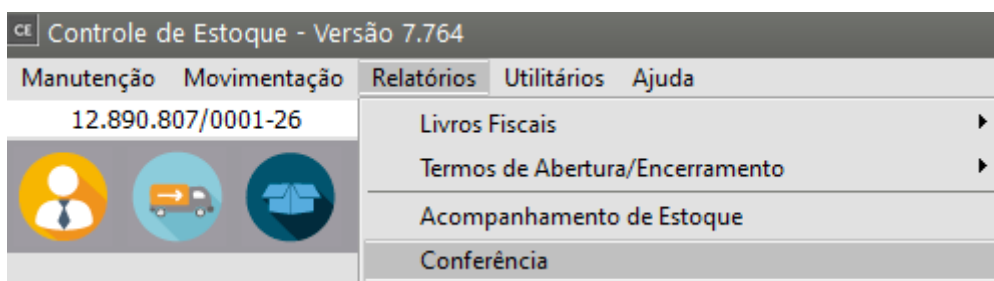 CE Controle de Estoque - Versão 7.764
Manutenção Movimentação Relatórios Utilitários Ajuda
12.890.807/0001-26
Livros Fiscais
Termos de Abertura/Encerramento
Acompanhamento de Estoque
Conferência